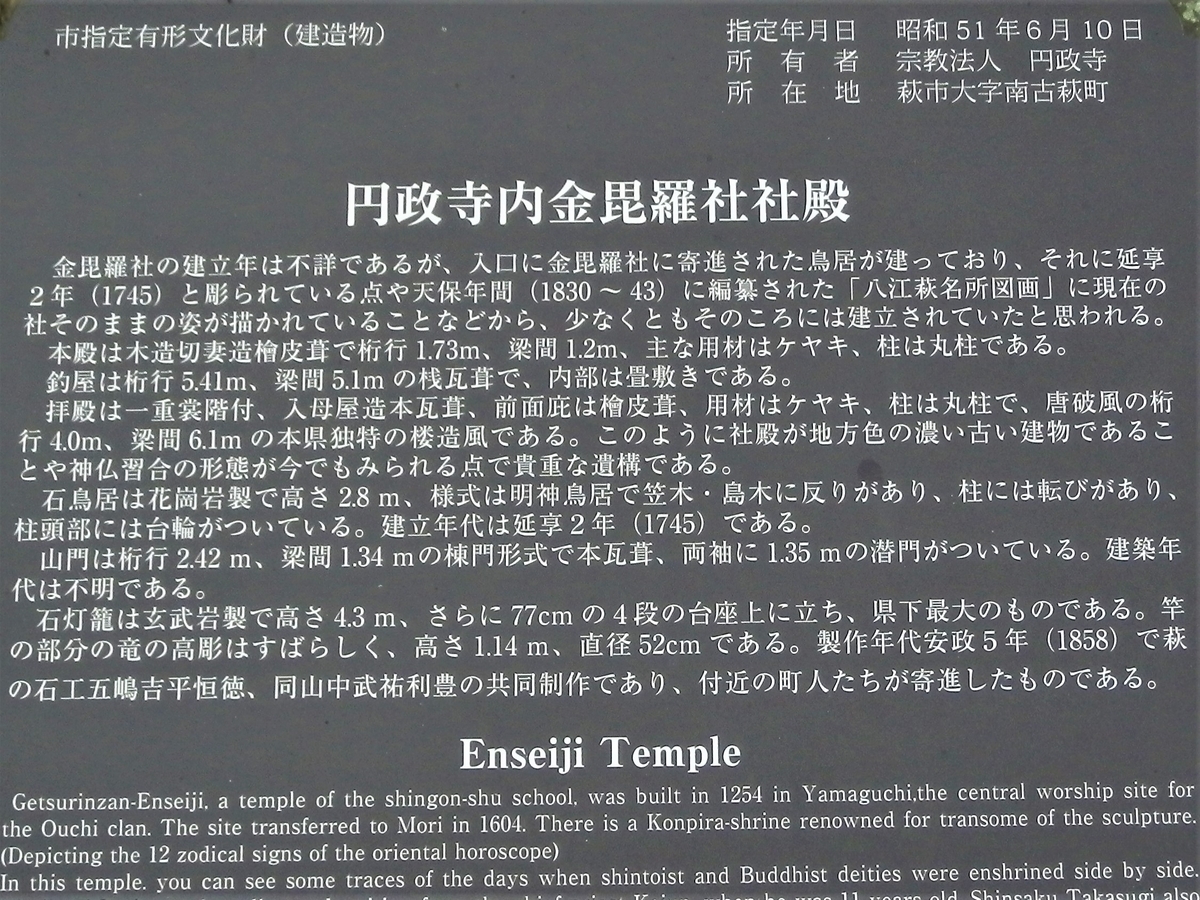 市指定有形文化財（建造物）
指定年月日　昭和 51 年 6 月 10 日
所　有　者　宗教法人　円政寺
所　在　地　萩市大字南古萩町
円政寺内金毘羅社社殿
金毘羅社の建立年は不詳であるが、入口に金毘羅社に寄進された鳥居が建っており、それに延享
2 年（1745）と彫られている点や天保年間（1830 ～ 43）に編纂された「八江萩名所図画」に現在の
社そのままの姿が描かれていることなどから、少なくともそのころには建立されていたと思われる。
本殿は木造切妻造檜皮葺で桁行 1.73m、梁間 1.2m、主な用材はケヤキ、柱は丸柱である。
釣屋は桁行 5.41m、梁間 5.1m の桟瓦葺で、内部は畳敷きである。
拝殿は一重裳階付、入母屋造本瓦葺、前面庇は檜皮葺、用材はケヤキ、柱は丸柱で、唐破風の桁
行 4.0m、梁間 6.1m の本県独特の楼造風である。このように社殿が地方色の濃い古い建物であるこ
とや神仏習合の形態が今でもみられる点で貴重な遺構である。
石鳥居は花崗岩製で高さ 2.8 m、様式は明神鳥居で笠木・島木に反りがあり、柱には転びがあり、
柱頭部には台輪がついている。建立年代は延享 2 年（1745）である。
山門は桁行 2.42 m、梁間 1.34 mの棟門形式で本瓦葺、両袖に 1.35 mの潜門がついている。建築年
代は不明である。
石灯籠は玄武岩製で高さ 4.3 m、さらに 77cm の 4 段の台座上に立ち、県下最大のものである。竿
の部分の竜の高彫はすばらしく、高さ 1.14 m、直径 52cm である。製作年代安政 5 年（1858）で萩
の石工五嶋吉平恒徳、同山中武祐利豊の共同制作であり、付近の町人たちが寄進したものである。
Enseiji Temple
Getsurinzan-Enseiji, a temple of the shingon-shu school, was built in 1254 in Yamaguchi,the central worship site for
the Ouchi clan. The site transferred to Mori in 1604. There is a Konpira-shrine renowned for transome of the sculpture.
(Depicting the 12 zodical signs of the oriental horoscope)
In this temple. you can see some traces of the days when shintoist and Buddhist deities were enshrined side by side.
when he was 11 years old. Shinsaku Takasugi also